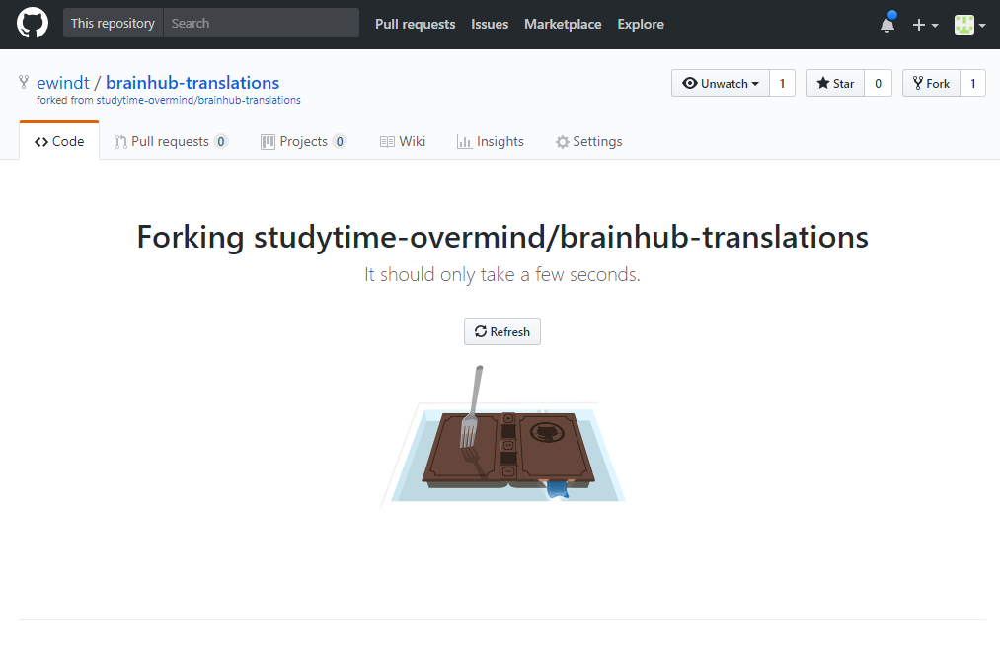 This repository Search Pull requests Issues Marketplace Explore
ewindt / brainhub-translations Unwatch 1 Star 0 Fork 1
forked from studytime-overmind/brainhub-translations
Code Pull requests 0 Projects 0 Wiki Insights Settings
Forking studytime-overmind/brainhub-translations
It should only take a few seconds.
Refresh